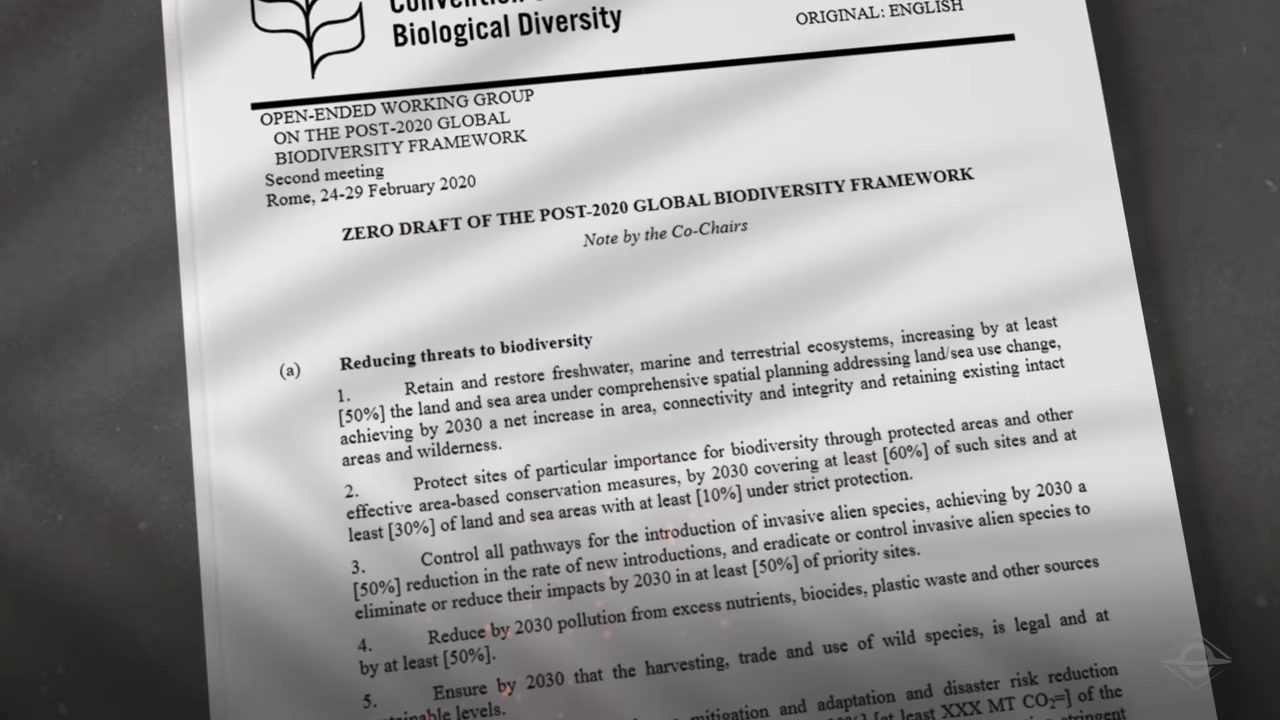 Biological Diversity
ORIGINAL: ENGLISH
OPEN-ENDED WORKING GROUP
ON THE POST-2020 GLOBAL
BIODIVERSITY FRAMEWORK
Second meeting
Rome, 24-29 February 2020
ZERO DRAFT OF THE POST-2020 GLOBAL BIODIVERSITY FRAMEWORK
Note by the Co-Chairs
(a) Reducing threats to biodiversity
1. Retain and restore freshwater, marine and terrestrial ecosystems, increasing by at least
[50%] the land and sea area under comprehensive spatial planning addressing land/sea use change,
achieving by 2030 a net increase in area, connectivity and integrity and retaining existing intact
areas and wilderness.
2. Protect sites of particular importance for biodiversity through protected areas and other
effective area-based conservation measures, by 2030 covering at least [60%] of such sites and at
least [30%] of land and sea areas with at least [10%] under strict protection.
3. Control all pathways for the introduction of invasive alien species, achieving by 2030 a
[50%] reduction in the rate of new introductions, and eradicate or control invasive alien species to
eliminate or reduce their impacts by 2030 in at least [50%] of priority sites.
4. Reduce by 2030 pollution from excess nutrients, biocides, plastic waste and other sources
by at least [50%].
5. Ensure by 2030 that the harvesting, trade and use of wild species, is legal and at
levels.
mitigation and adaptation and disaster risk reduction
[at least XXX MT CO2=] of the